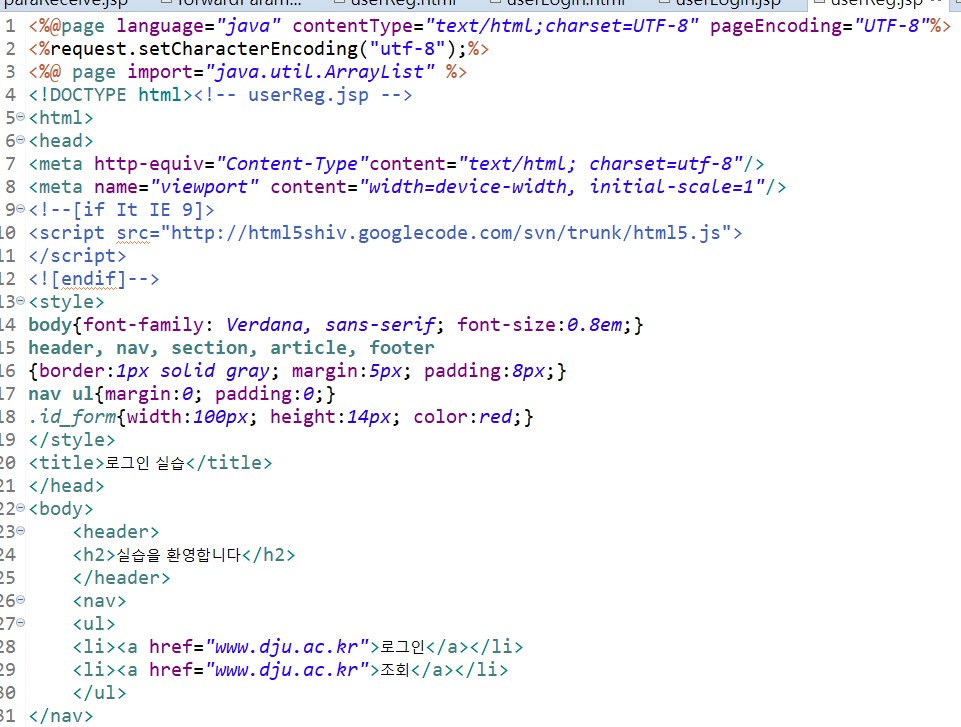 paraReceive.jsp forwardParam... userReg.html userLogin.html userLogin.jsp userReg.jsp
1 <%@page language="java" contentType="text/html;charset=UTF-8" pageEncoding="UTF-8"%>
2 <%request.setCharacterEncoding("utf-8");%>
3 <%@ page import="java.util.ArrayList" %>
4 <!DOCTYPE html><!-- userReg.jsp -->
5 <html>
6 <head>
7 <meta http-equiv="Content-Type"content="text/html; charset=utf-8"/>
8 <meta name="viewport" content="width=device-width, initial-scale=1"/>
9 <!--[if It IE 9]>
10 <script src="http://html5shiv.googlecode.com/svn/trunk/html5.js">
11 </script>
12 <![endif]-->
13 <style>
14 body{font-family: Verdana, sans-serif; font-size:0.8em;}
15 header, nav, section, article, footer
16 {border:1px solid gray; margin:5px; padding:8px;}
17 nav ul{margin:0; padding:0;}
18 .id_form{width:100px; height:14px; color:red;}
19 </style>
20 <title>로그인 실습</title>
21 </head>
22 <body>
23 <header>
24 <h2>실습을 환영합니다</h2>
25 </header>
26 <nav>
27 <ul>
28 <li><a href="www.dju.ac.kr">로그인</a></li>
29 <li><a href="www.dju.ac.kr">조회</a></li>
30 </ul>
31 </nav>